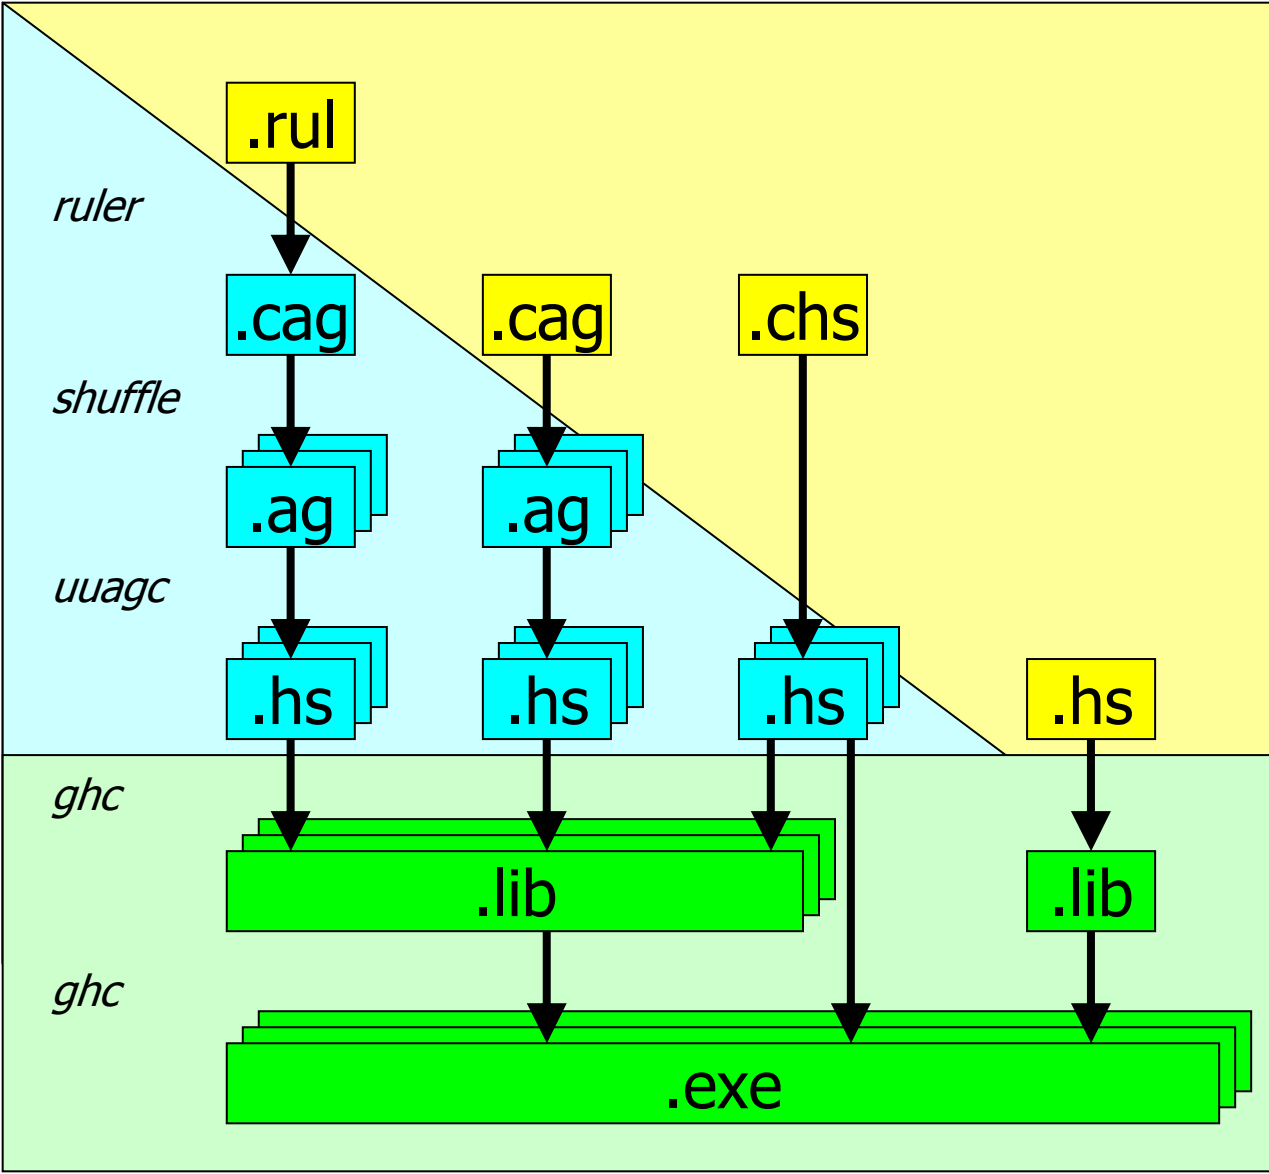 .rul
ruler
.cag .cag .chs
shuffle
.ag .ag
uuagc
.hs .hs .hs .hs
ghc
.lib .lib
ghc
.exe